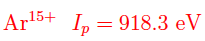 Ar¹⁵⁺ Iₚ = 918.3 eV